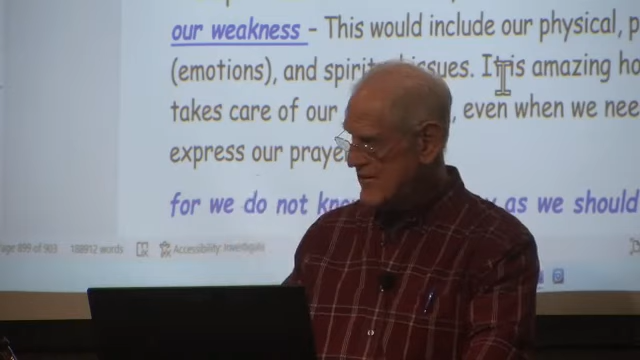 our weakness – This would include our physical, p
(emotions), and spirit issues. It is amazing ho
takes care of our , even when we nee
express our praye
for we do not kn as we should
age 899 of 903 188912 words Accessibility: Investigate